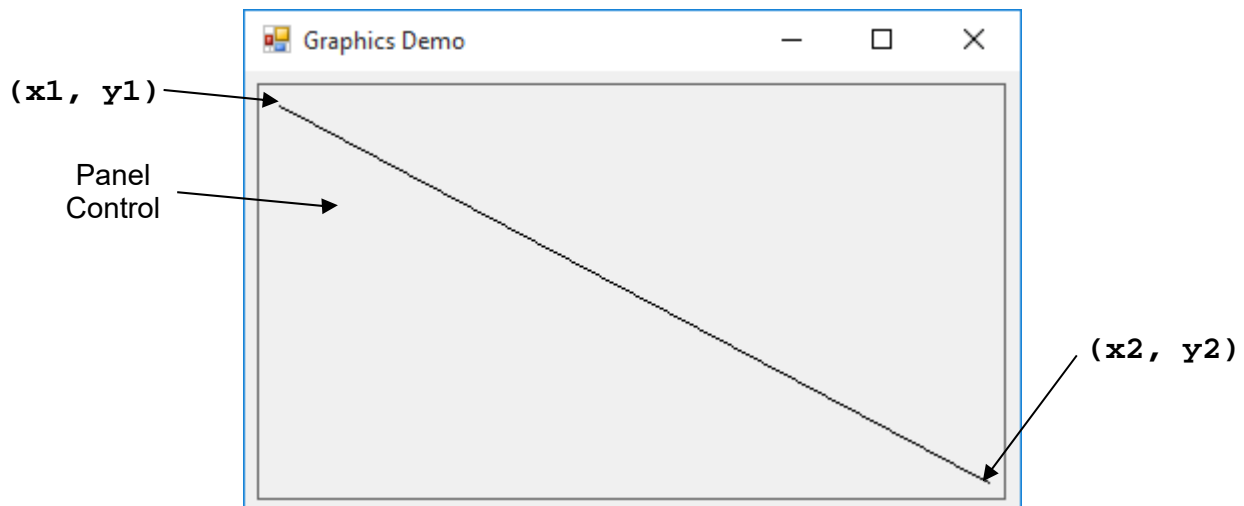 Graphics Demo
(x1, y1)
Panel
Control
(x2, y2)